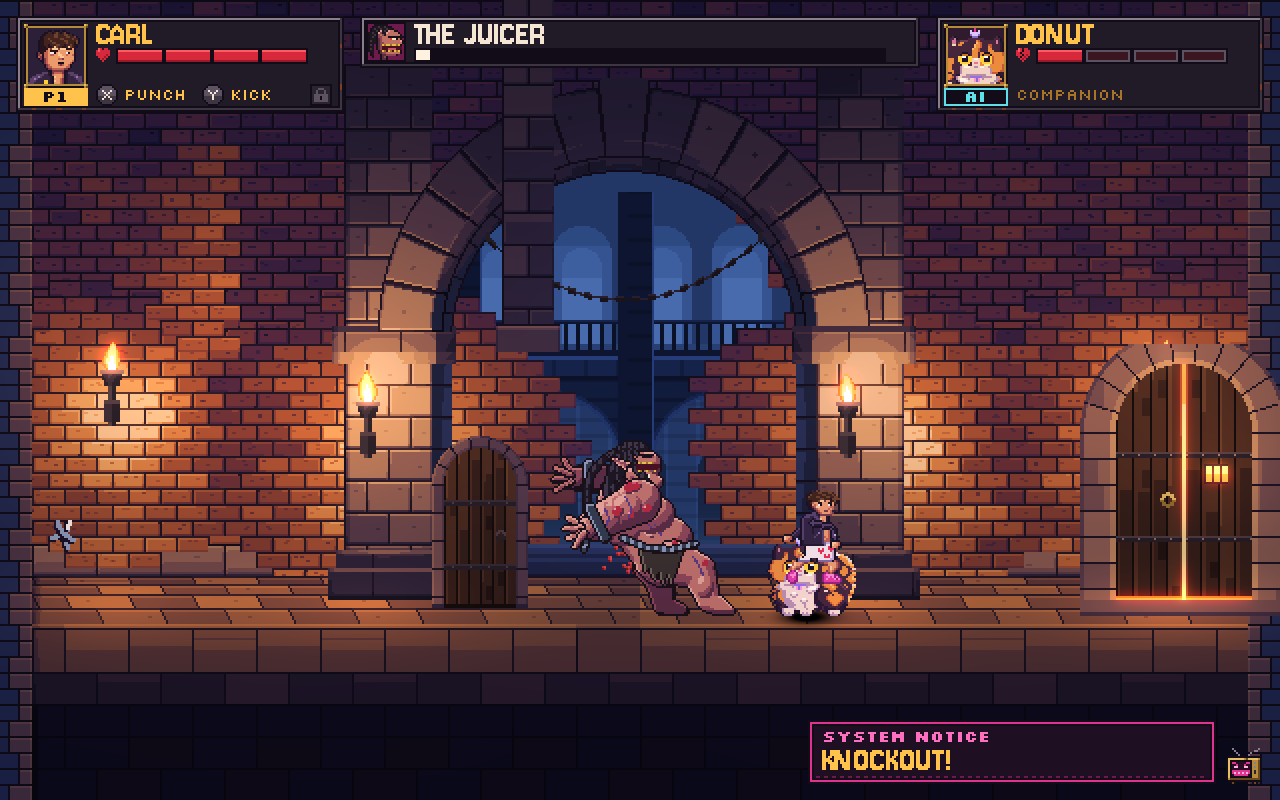 CARL
P1
X PUNCH Y KICK
THE JUICER
DONUT
AI
COMPANION
SYSTEM NOTICE
KNOCKOUT!